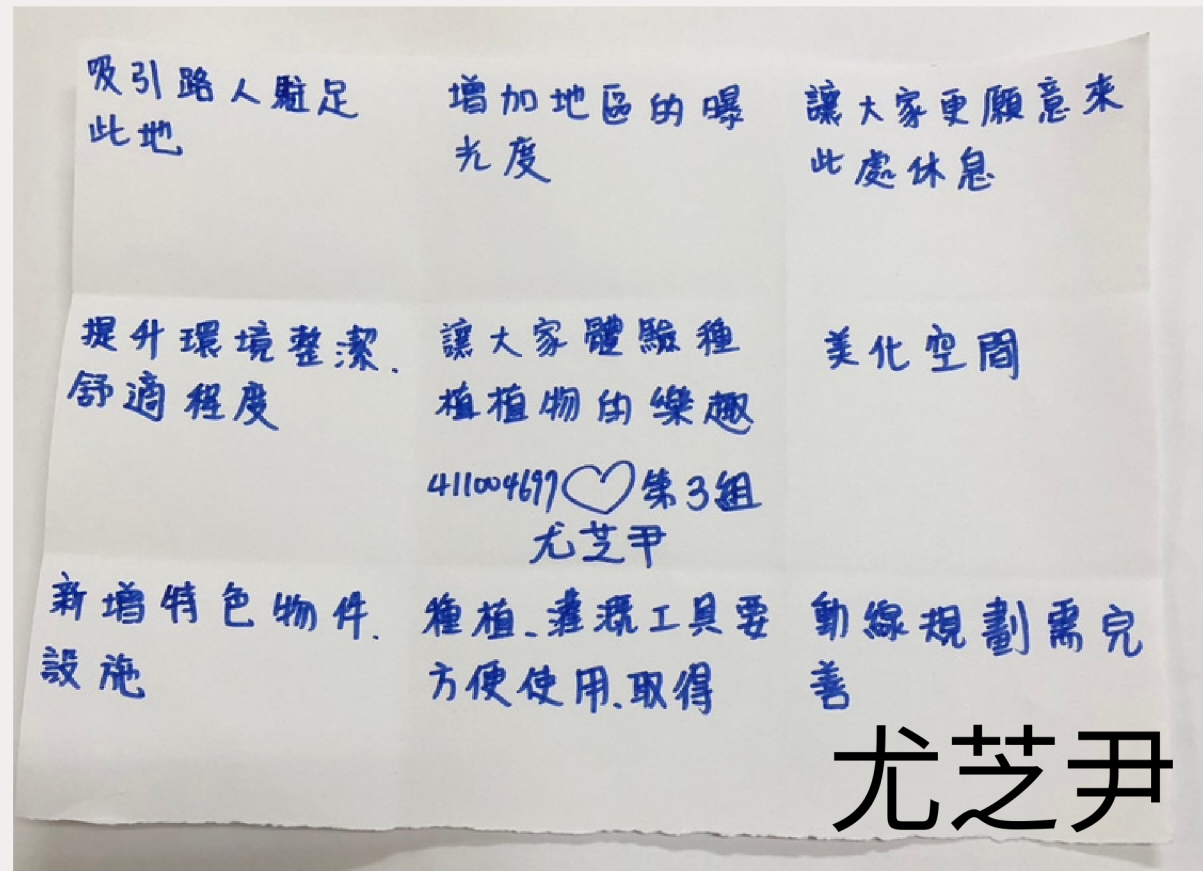 吸引路人駐足
此地
增加地區的曝
光度
讓大家更願意來
此處休息
提升環境整潔、
舒適程度
讓大家體驗種
植植物的樂趣
411004697♡第3組
尤芝尹
美化空間
新增特色物件、
設施
種植、灌溉工具要
方便使用、取得
動線規劃需完
善
尤芝尹